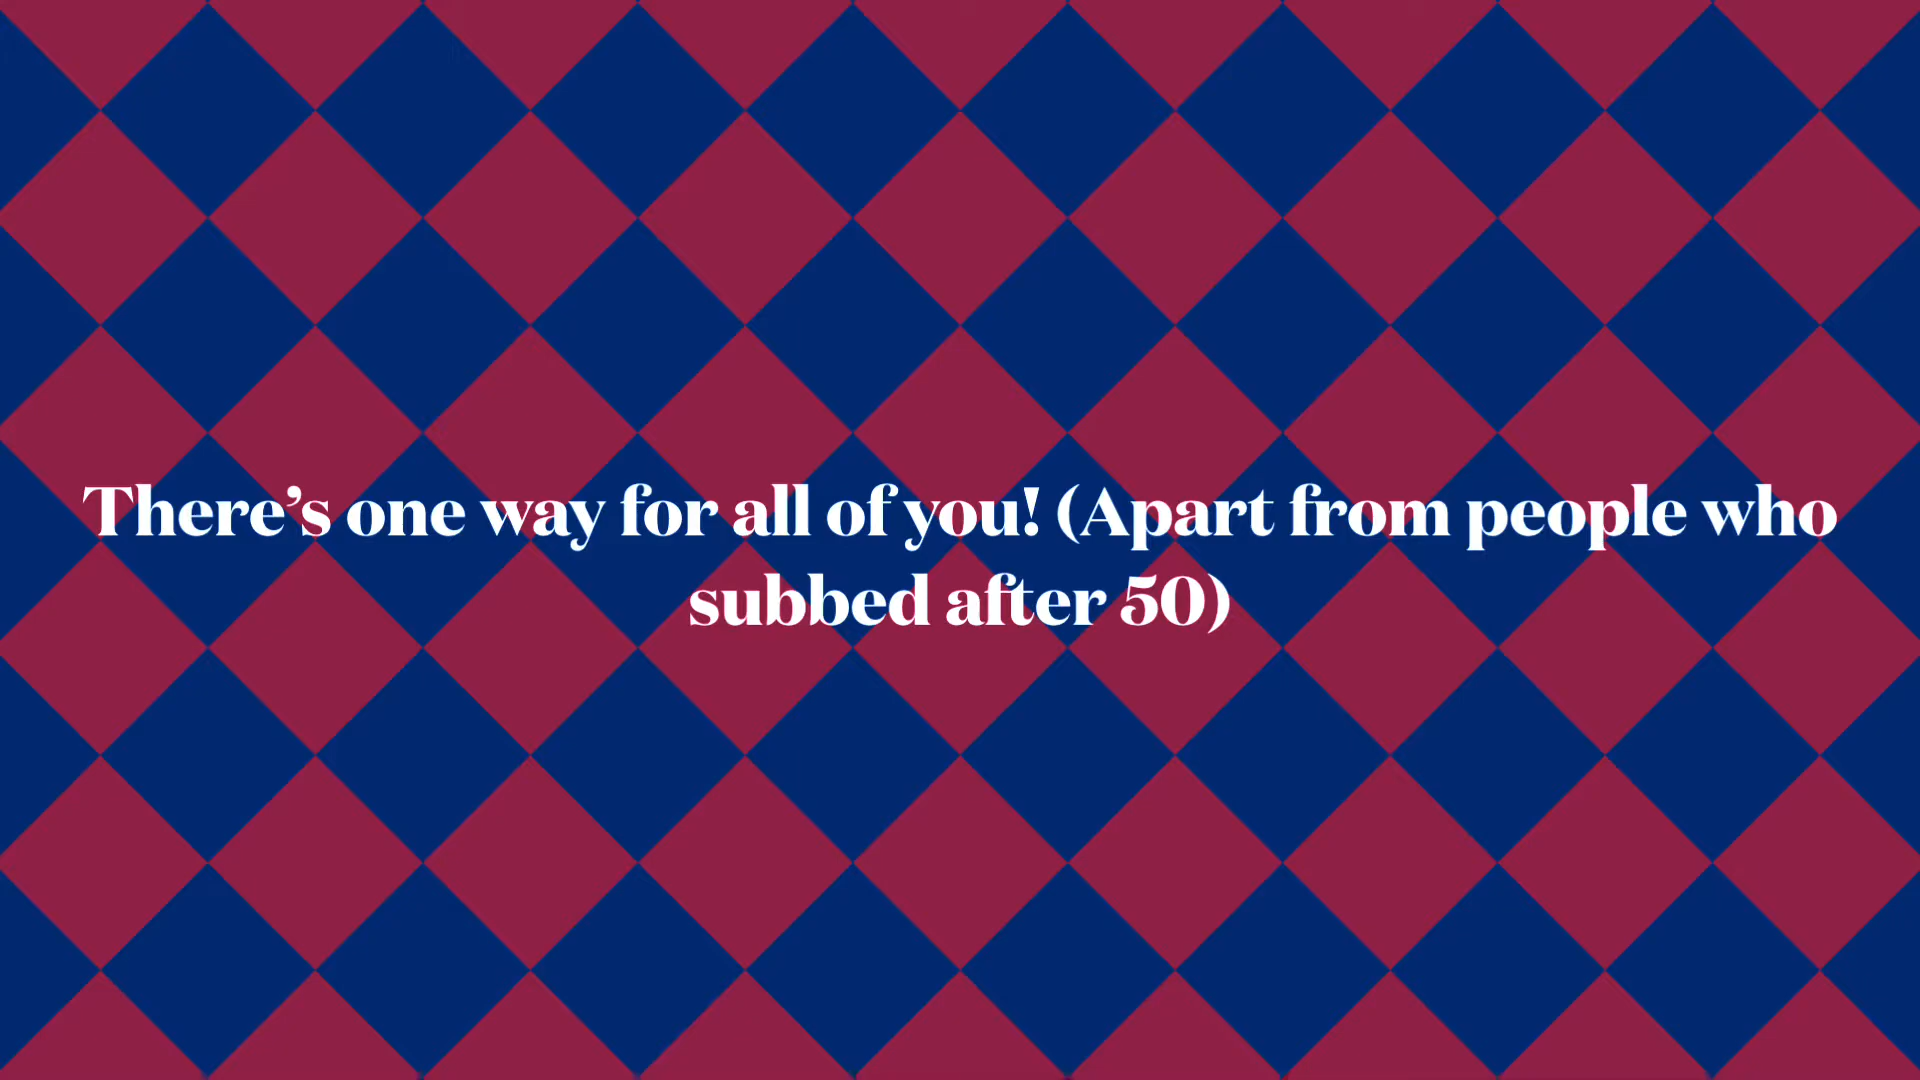 There’s one way for all of you! (Apart from people who
subbed after 50)